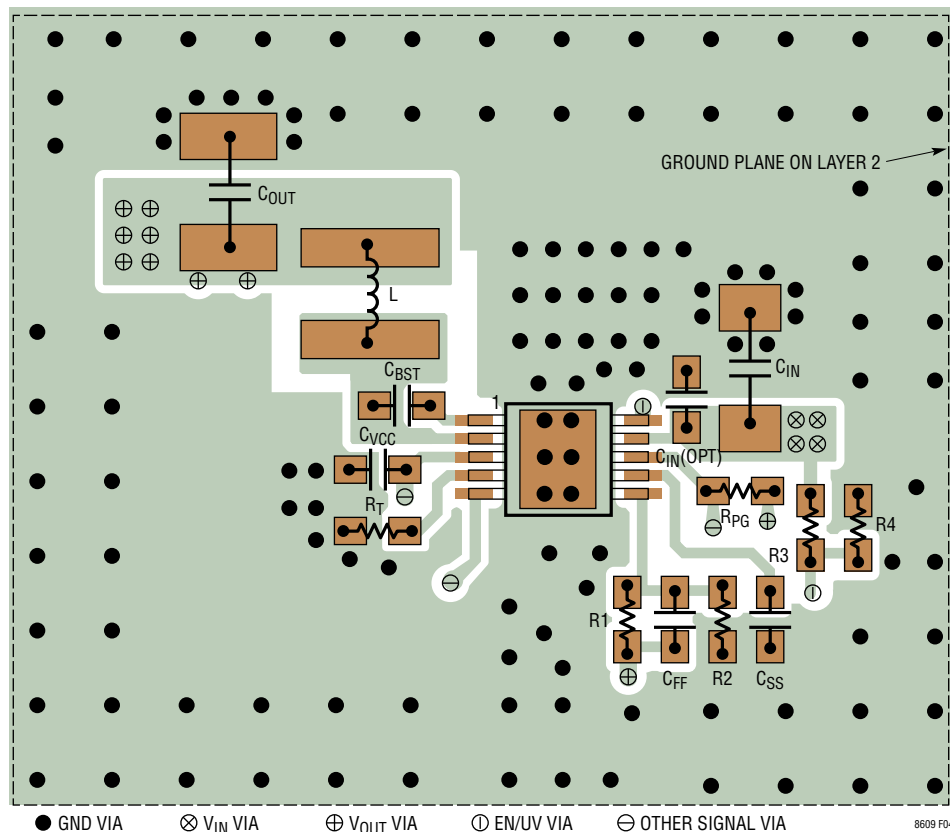 GROUND PLANE ON LAYER 2
COUT
L
CBST
1
CIN
CVCC
CIN(OPT)
RT
RPG
R3
R4
R1
CFF
R2
CSS
GND VIA
VIN VIA
VOUT VIA
EN/UV VIA
OTHER SIGNAL VIA
8609